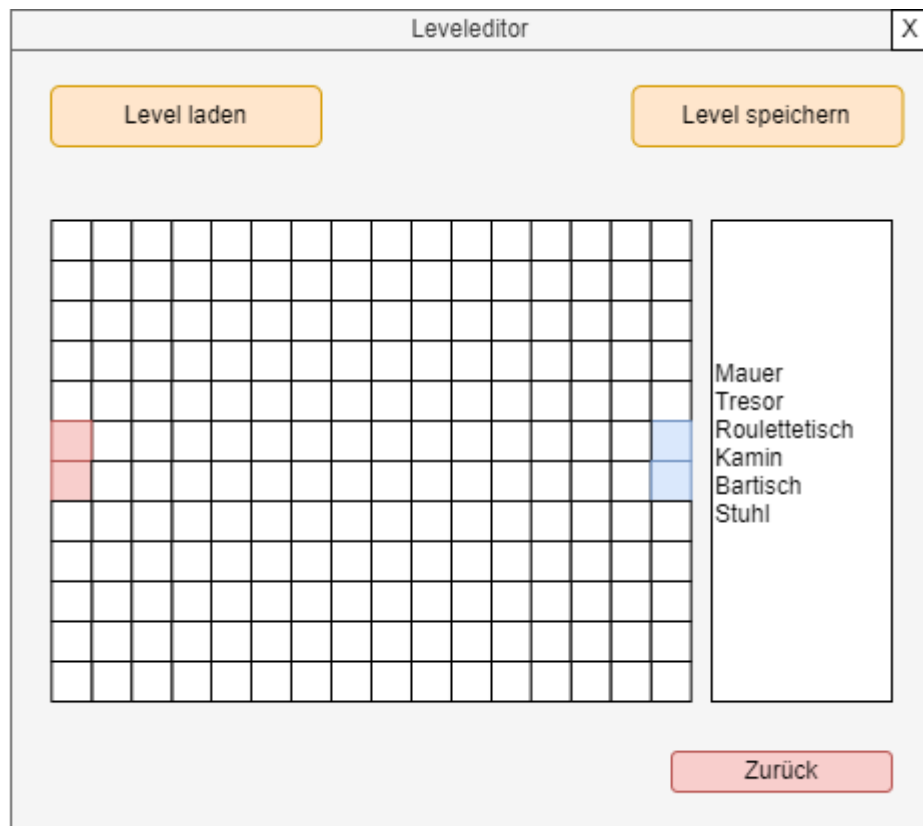 Leveleditor
X
Level laden
Level speichern
Mauer
Tresor
Roulettetisch
Kamin
Bartisch
Stuhl
Zurück